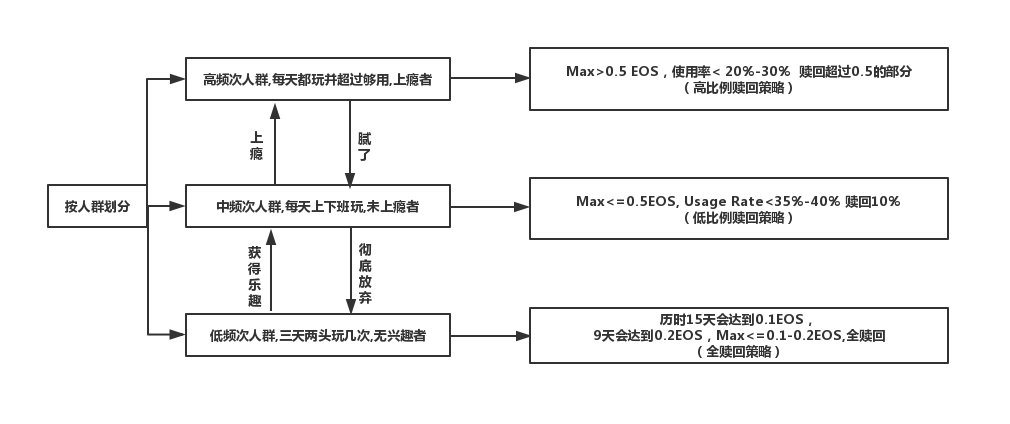 高频次人群,每天都玩并超过够用,上瘾者
Max>0.5 EOS，使用率< 20%-30%  赎回超过0.5的部分
（高比例赎回策略）
上瘾
腻了
按人群划分
中频次人群,每天上下班玩,未上瘾者
Max<=0.5EOS, Usage Rate<35%-40% 赎回10%
（低比例赎回策略）
获得乐趣
彻底放弃
低频次人群,三天两头玩几次,无兴趣者
历时15天会达到0.1EOS，
9天会达到0.2EOS，Max<=0.1-0.2EOS,全赎回
（全赎回策略）